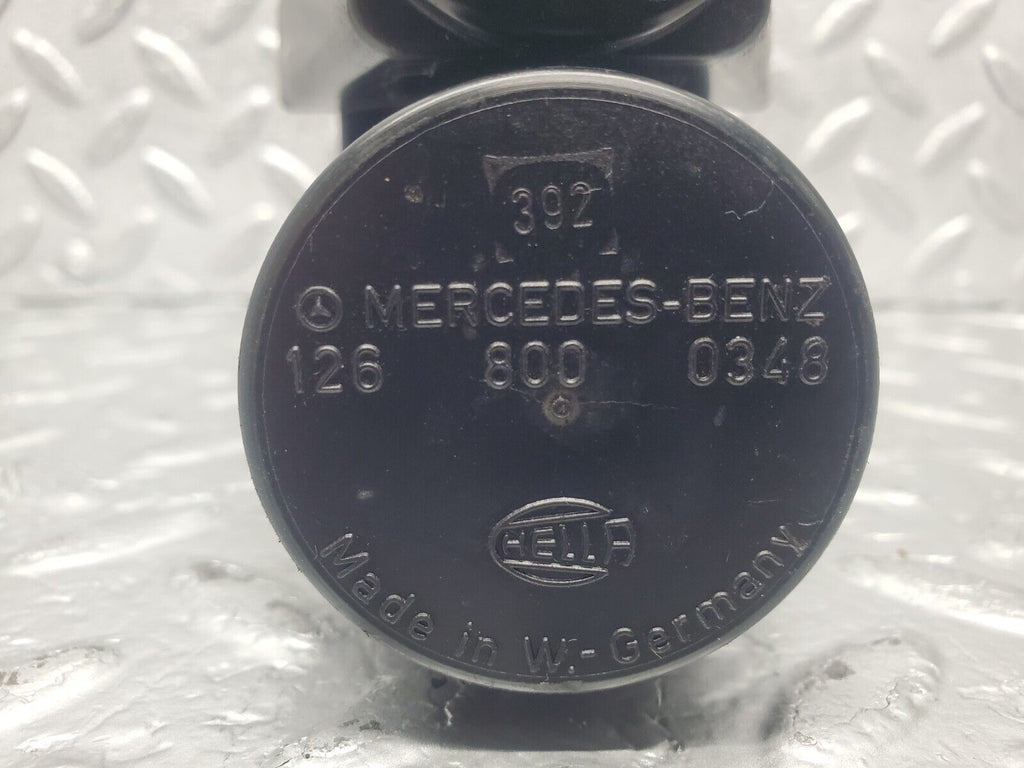 392
MERCEDES-BENZ
126 800 0348
HELLA
Made in W.-Germany